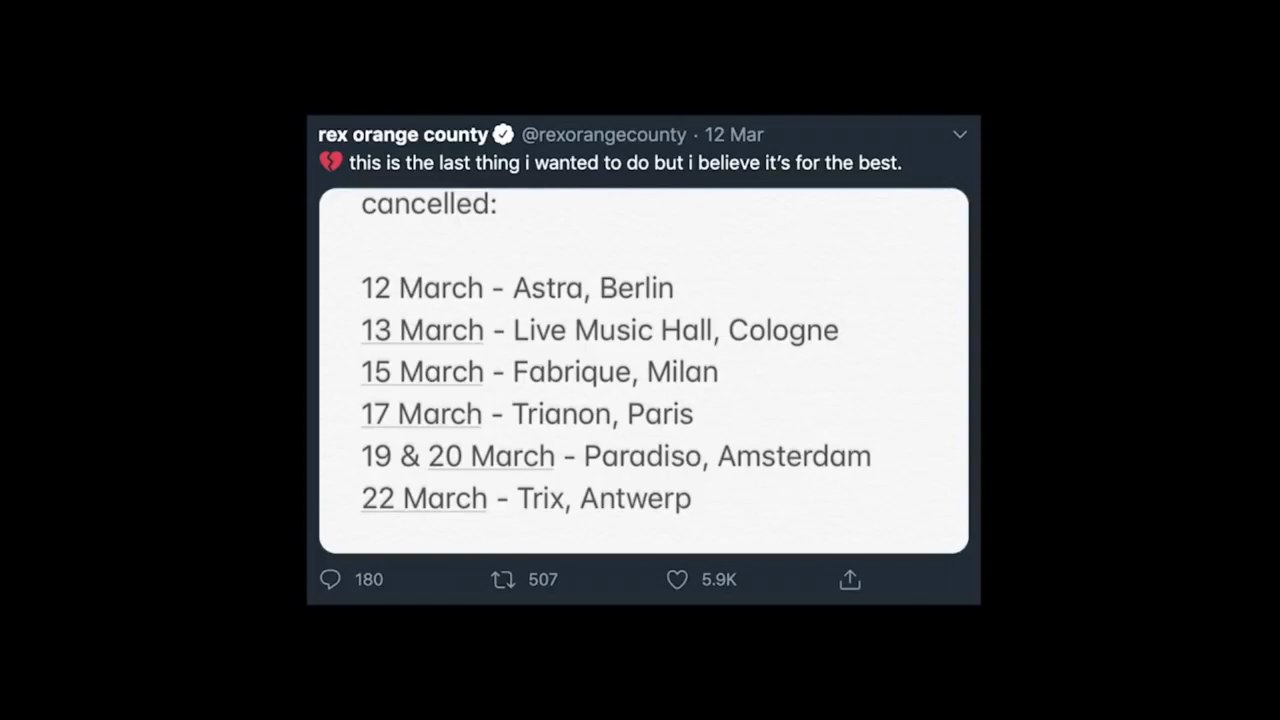 rex orange county @rexorangecounty · 12 Mar
💔 this is the last thing i wanted to do but i believe it’s for the best.
cancelled:
12 March - Astra, Berlin
13 March - Live Music Hall, Cologne
15 March - Fabrique, Milan
17 March - Trianon, Paris
19 & 20 March - Paradiso, Amsterdam
22 March - Trix, Antwerp
180 507 5.9K